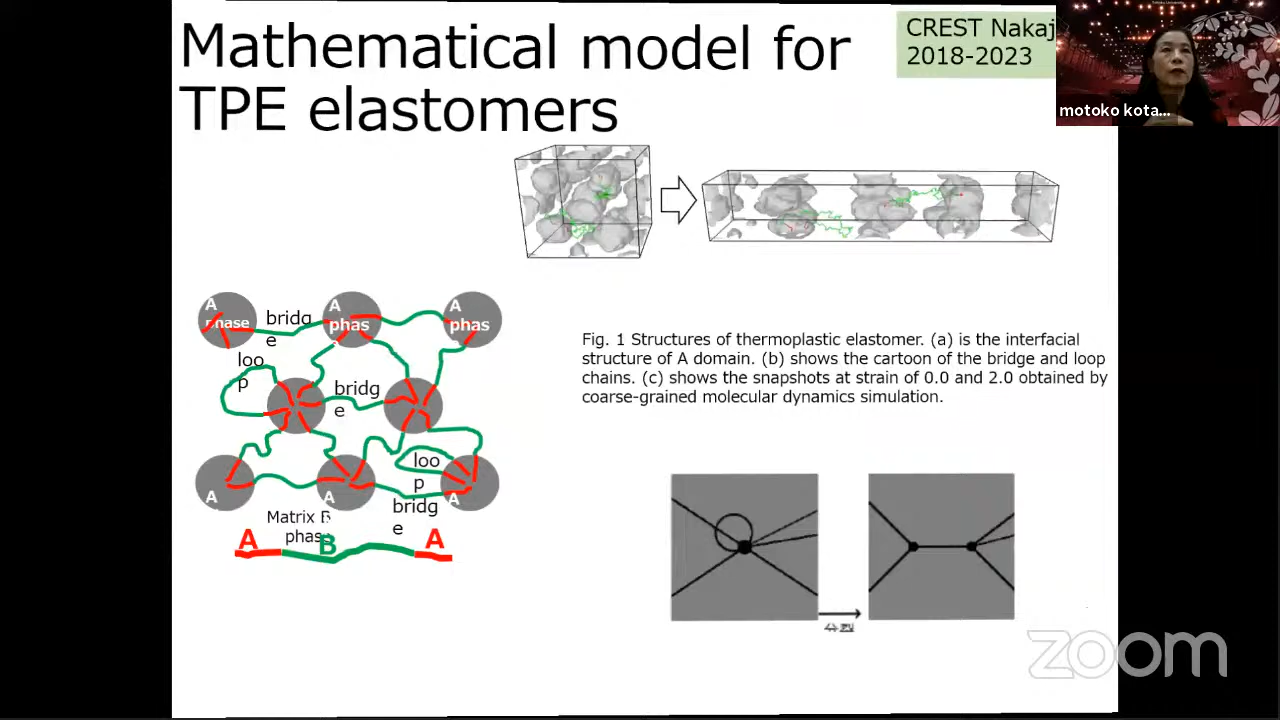 Mathematical model for
TPE elastomers
CREST Nakaj
2018-2023
motoko kota...
A
phase
bridg
e
A
phas
A
phas
loo
p
bridg
e
loo
p
A
A
A
bridg
e
Matrix B
phas
A
B
A
Fig. 1 Structures of thermoplastic elastomer. (a) is the interfacial
structure of A domain. (b) shows the cartoon of the bridge and loop
chains. (c) shows the snapshots at strain of 0.0 and 2.0 obtained by
coarse-grained molecular dynamics simulation.
分裂
zoom